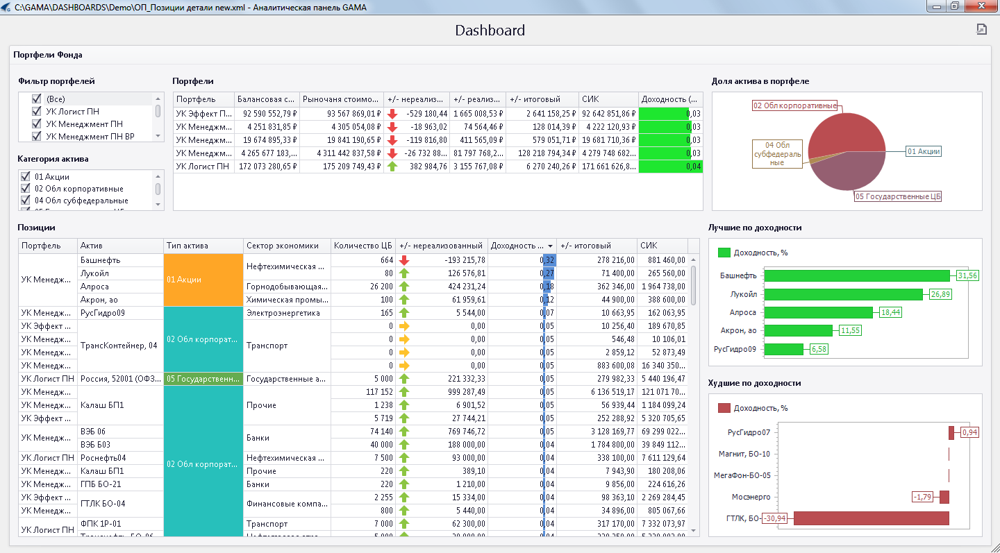 C:\GAMA\DASHBOARDS\Demo\ОП_Позиции детали new.xml - Аналитическая панель GAMA
Dashboard
Портфели Фонда
Фильтр портфелей
(Все)
УК Логист ПН
УК Менеджмент ПН
УК Менеджмент ПН ВР
Категория актива
01 Акции
02 Обл корпоративные
04 Обл субфедеральные
Портфели
Портфель Балансовая с... Рыночаня стоимо... +/- нереализ... +/- реализ... +/- итоговый СИК Доходность (...
УК Эффект П... 92 590 552,79 ₽ 93 567 869,01 ₽ -529 180,44 1 665 008,53 ₽ 2 641 158,25 ₽ 92 642 851,86 ₽ 0,03
УК Менеджм... 4 251 831,85 ₽ 4 305 054,08 ₽ -18 963,02 74 564,46 ₽ 128 014,39 ₽ 4 222 120,93 ₽ 0,03
УК Менеджм... 19 674 895,33 ₽ 19 841 190,65 ₽ -119 816,80 411 565,09 ₽ 579 051,71 ₽ 19 681 710,36 ₽ 0,03
УК Менеджм... 4 265 677 183,... 4 311 442 837,58 ₽ -26 732 88... 81 797 768,2... 128 218 794,34 ₽ 4 279 748 682... 0,03
УК Логист ПН 172 073 280,65 ₽ 175 209 749,43 ₽ 382 984,76 3 155 767,08 ₽ 6 270 240,26 ₽ 171 661 626,8... 0,04
Доля актива в портфеле
02 Обл корпоративные
04 Обл
субфедераль
ные
01 Акции
05 Государственные ЦБ
Позиции
Портфель Актив Тип актива Сектор экономики Количество ЦБ +/- нереализованный Доходность ... +/- итоговый СИК
УК Менедж... Башнефть 01 Акции Нефтехимическая ... 664 -193 215,78 0,32 278 216,00 881 460,00
Лукойл 80 126 576,81 0,27 71 400,00 265 560,00
Алроса Горнодобывающая... 26 200 424 231,24 0,18 362 346,00 1 964 738,00
Акрон, ао Химическая промы... 100 61 959,61 0,12 44 900,00 388 600,00
УК Менедж... РусГидро09 02 Обл корпорат... Электроэнергетика 165 5 544,00 0,07 10 663,95 162 063,95
УК Эффект ... ТрансКонтейнер, 04 Транспорт 0 0,00 0,05 10 256,40 189 670,85
УК Менедж... 0 0,00 0,05 546,48 10 106,01
УК Менедж... 0 0,00 0,05 2 859,12 52 873,49
УК Менедж... 0 0,00 0,05 883 600,08 16 340 350...
УК Логист ПН Россия, 52001 (ОФЗ... 05 Государственн... Государственные а... 5 000 221 332,33 0,05 279 982,33 5 440 196,47
УК Менедж... Калаш БП1 02 Обл корпорат... Прочие 117 152 999 287,49 0,05 6 136 519,17 121 071 70...
УК Менедж... 1 238 6 901,52 0,05 56 939,44 1 184 099,24
УК Эффект ... 5 719 27 744,21 0,05 252 288,92 5 320 705,65
УК Менедж... ВЭБ 06 Банки 74 140 769 746,72 0,05 3 128 169,77 69 299 022...
ВЭБ Б03 40 000 188 000,00 0,04 1 784 800,00 39 849 112...
УК Логист ПН Роснефть04 Нефтехимическая ... 7 500 93 000,00 0,04 338 100,00 7 611 129,64
УК Менедж... Калаш БП1 Прочие 220 389,10 0,04 7 943,90 180 208,06
УК Менедж... ГПБ БО-21 Банки 220 1 210,00 0,04 9 856,00 224 616,26
УК Эффект ... ГТЛК БО-04 Финансовые компа... 2 255 15 334,00 0,04 98 363,10 2 269 284,45
УК Менедж... 800 5 440,00 0,04 34 896,00 805 067,66
УК Логист ПН ФПК 1Р-01 Транспорт 7 000 62 300,00 0,04 317 170,00 7 332 073,97
Лучшие по доходности
Доходность, %
Башнефть 31,56
Лукойл 26,89
Алроса 18,44
Акрон, ао 11,55
РусГидро09 6,58
Худшие по доходности
Доходность, %
РусГидро07 0,94
Магнит, БО-10
МегаФон-БО-05
Мосэнерго -1,79
ГТЛК, БО- -30,94